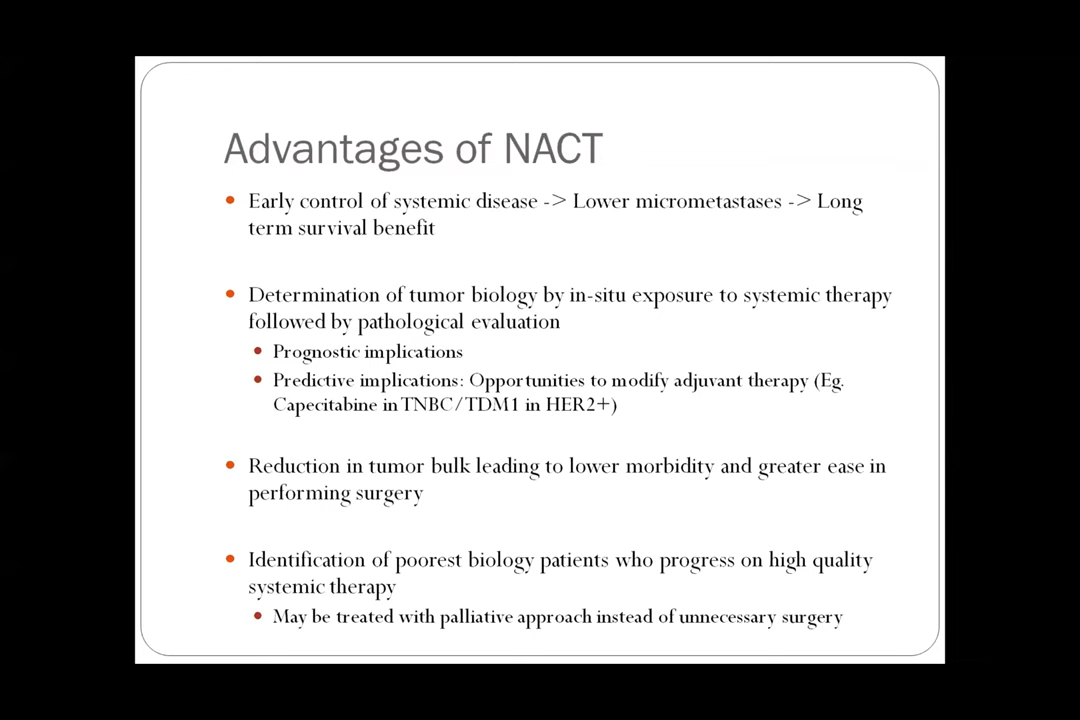 Advantages of NACT
• Early control of systemic disease -> Lower micrometastases -> Long
term survival benefit
• Determination of tumor biology by in-situ exposure to systemic therapy
followed by pathological evaluation
• Prognostic implications
• Predictive implications: Opportunities to modify adjuvant therapy (Eg.
Capecitabine in TNBC/TDM1 in HER2+)
• Reduction in tumor bulk leading to lower morbidity and greater ease in
performing surgery
• Identification of poorest biology patients who progress on high quality
systemic therapy
• May be treated with palliative approach instead of unnecessary surgery